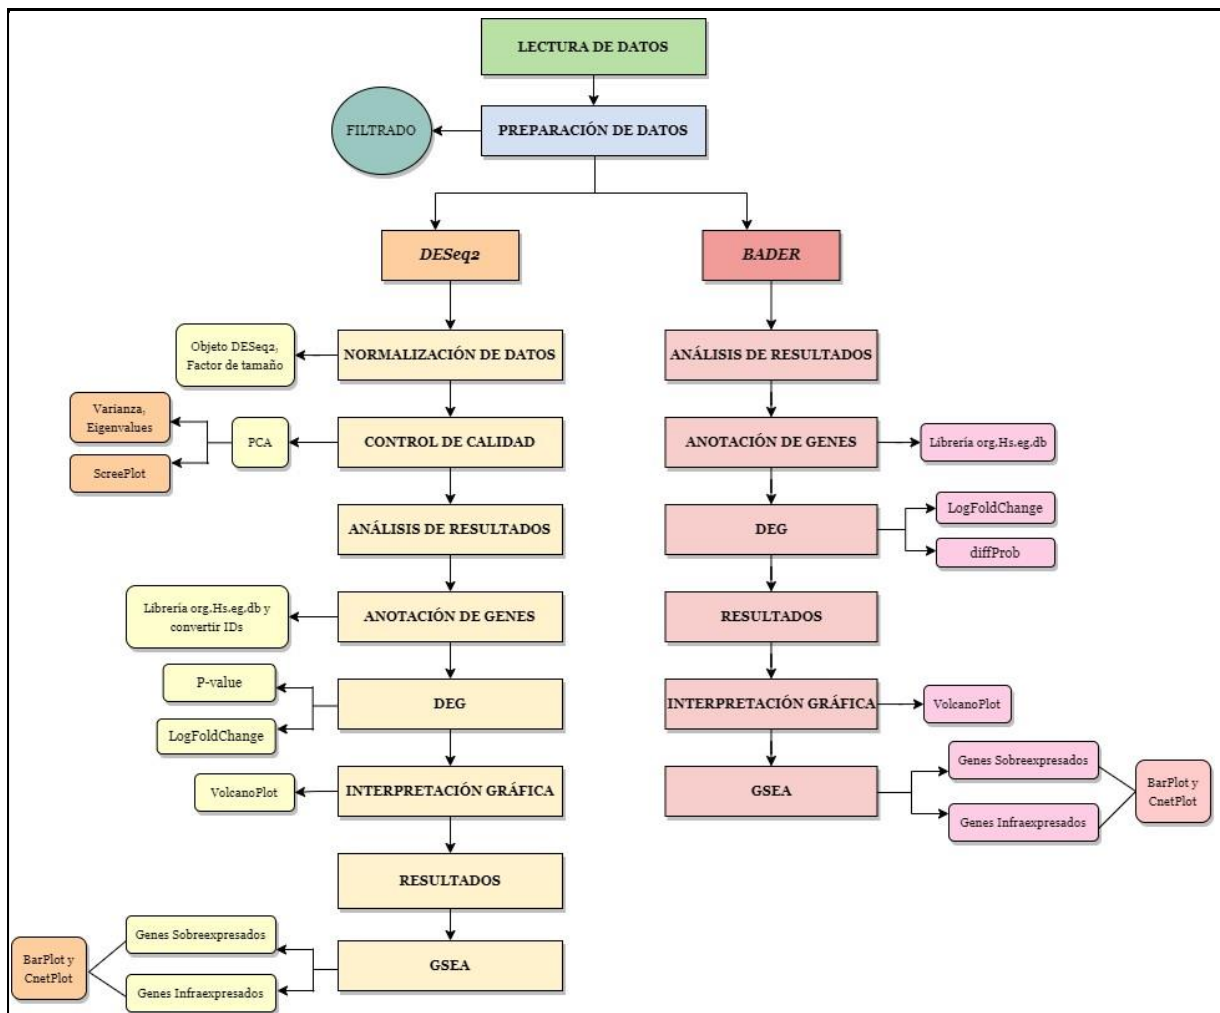 LECTURA DE DATOS
FILTRADO
PREPARACIÓN DE DATOS
DESeq2
BADER
Objeto DESeq2,
Factor de tamaño
NORMALIZACIÓN DE DATOS
ANÁLISIS DE RESULTADOS
Varianza,
Eigenvalues
ScreePlot
PCA
CONTROL DE CALIDAD
ANOTACIÓN DE GENES
Librería org.Hs.eg.db
ANÁLISIS DE RESULTADOS
DEG
LogFoldChange
diffProb
Librería org.Hs.eg.db y
convertir IDs
ANOTACIÓN DE GENES
RESULTADOS
P-value
LogFoldChange
DEG
INTERPRETACIÓN GRÁFICA
VolcanoPlot
VolcanoPlot
INTERPRETACIÓN GRÁFICA
GSEA
Genes Sobreexpresados
Genes Infraexpresados
BarPlot y
CnetPlot
RESULTADOS
BarPlot y
CnetPlot
Genes Sobreexpresados
Genes Infraexpresados
GSEA